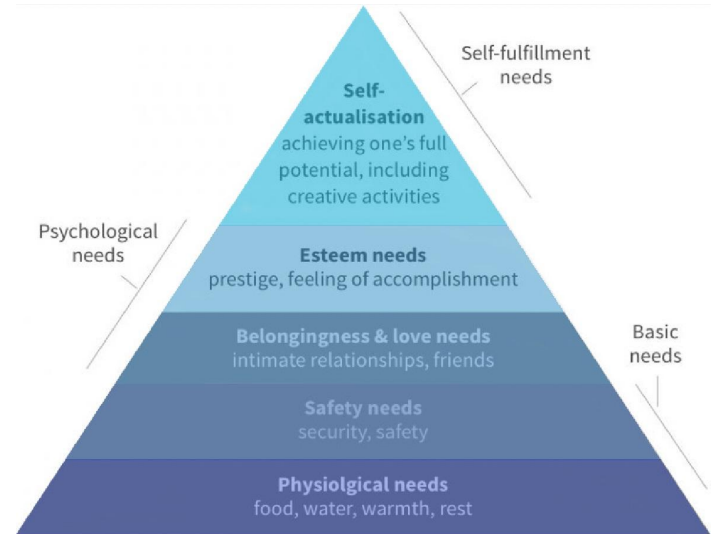 Self-fulfillment
needs
Self-
actualisation
achieving one's full
potential, including
creative activities
Psychological
needs
Esteem needs
prestige, feeling of accomplishment
Belongingness & love needs
intimate relationships, friends
Basic
needs
Safety needs
security, safety
Physiolgical needs
food, water, warmth, rest